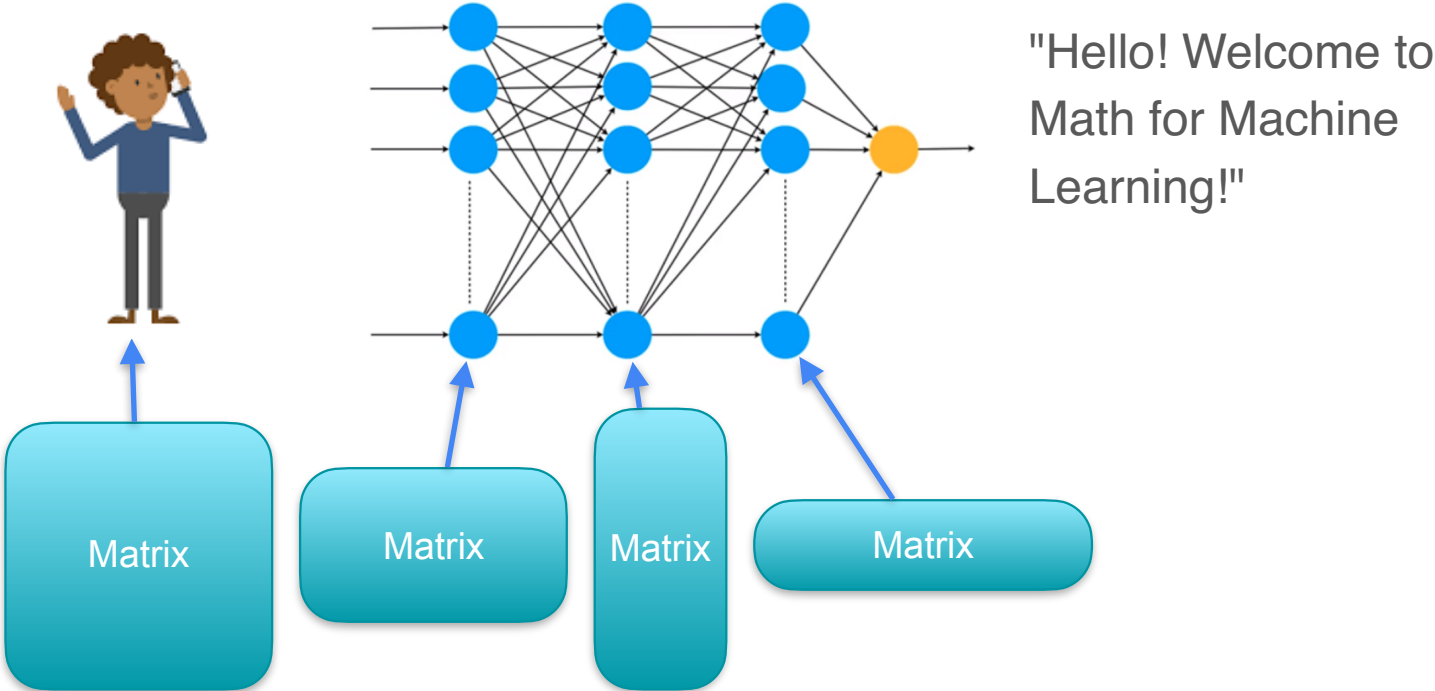 "Hello! Welcome to
Math for Machine
Learning!"
Matrix
Matrix
Matrix
Matrix